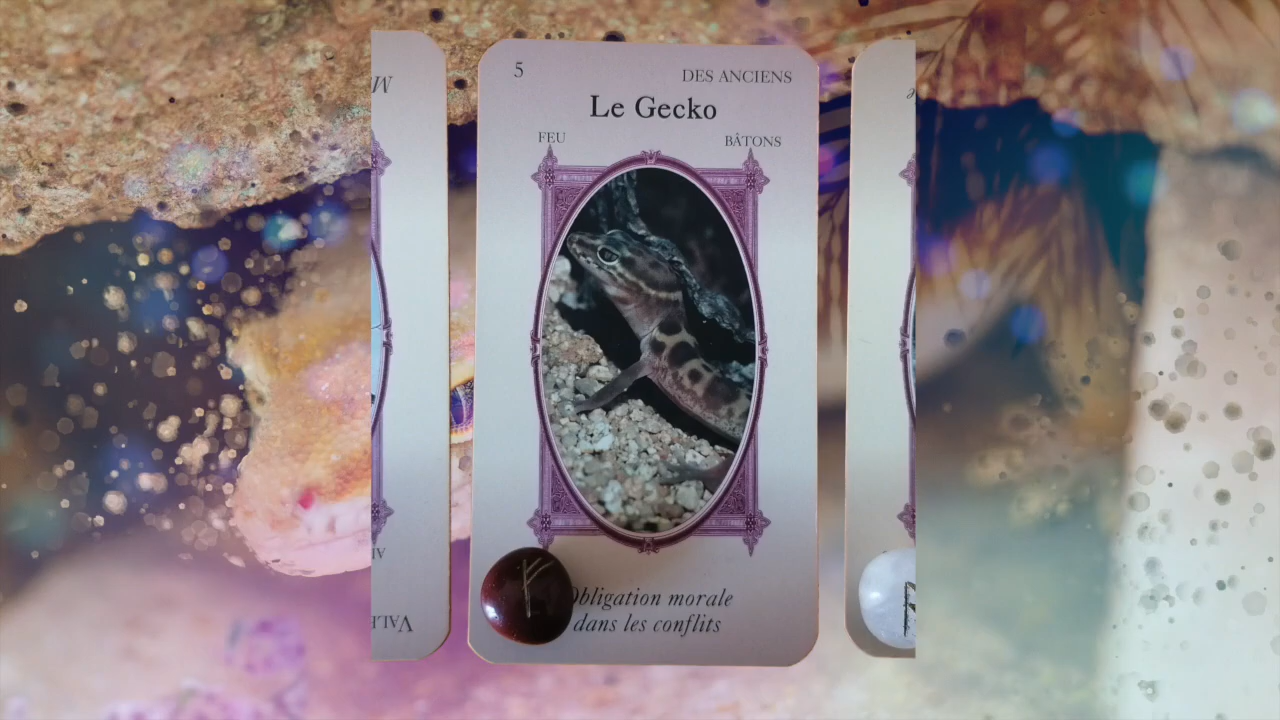 5
DES ANCIENS
Le Gecko
FEU
BÂTONS
Obligation morale
dans les conflits
ᚠ